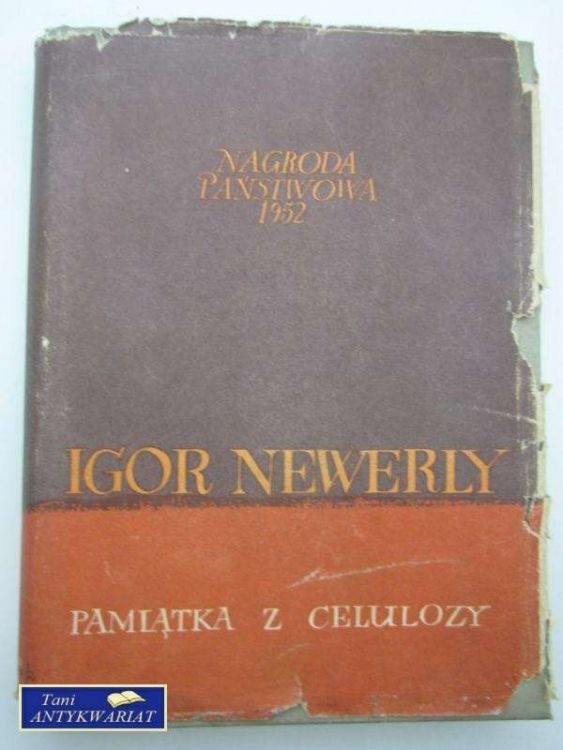 NAGRODA
PAŃSTWOWA
1952
IGOR NEWERLY
PAMIĄTKA Z CELULOZY
Tani
ANTYKWARIAT